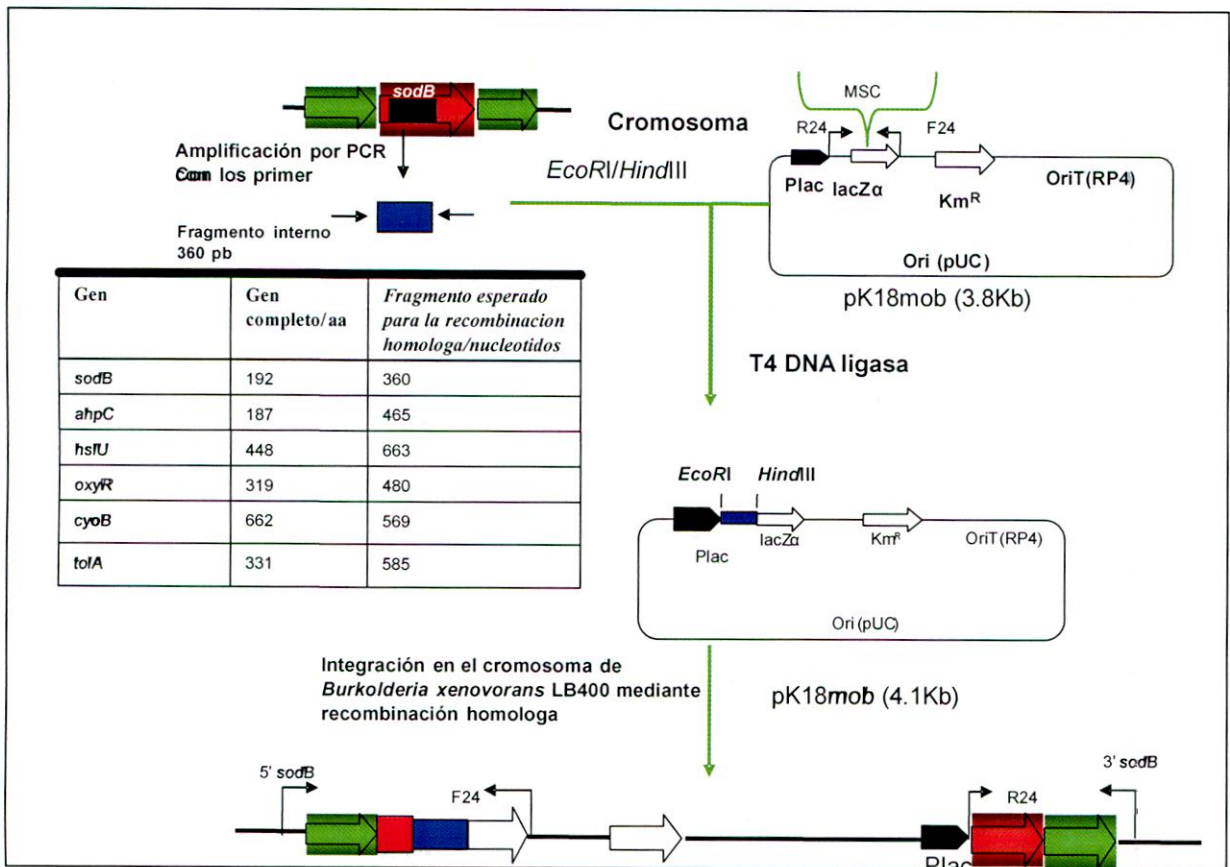 sodB
Amplificación por PCR
Con los primer
Fragmento interno
360 pb
Cromosoma
EcoRI/HindIII
MSC
R24
F24
Plac
lacZα
Km^R
OriT(RP4)
Ori (pUC)
pK18mob (3.8Kb)
Gen Gen completo/aa Fragmento esperado para la recombinacion homologa/nucleotidos
sodB 192 360
ahpC 187 465
hslU 448 663
oxyR 319 480
cyoB 662 569
tolA 331 585
T4 DNA ligasa
EcoRI HindIII
Plac
lacZα
Km^R
OriT(RP4)
Ori (pUC)
pK18mob (4.1Kb)
Integración en el cromosoma de
Burkolderia xenovorans LB400 mediante
recombinación homologa
5' sodB
F24
R24
3' sodB
Plac